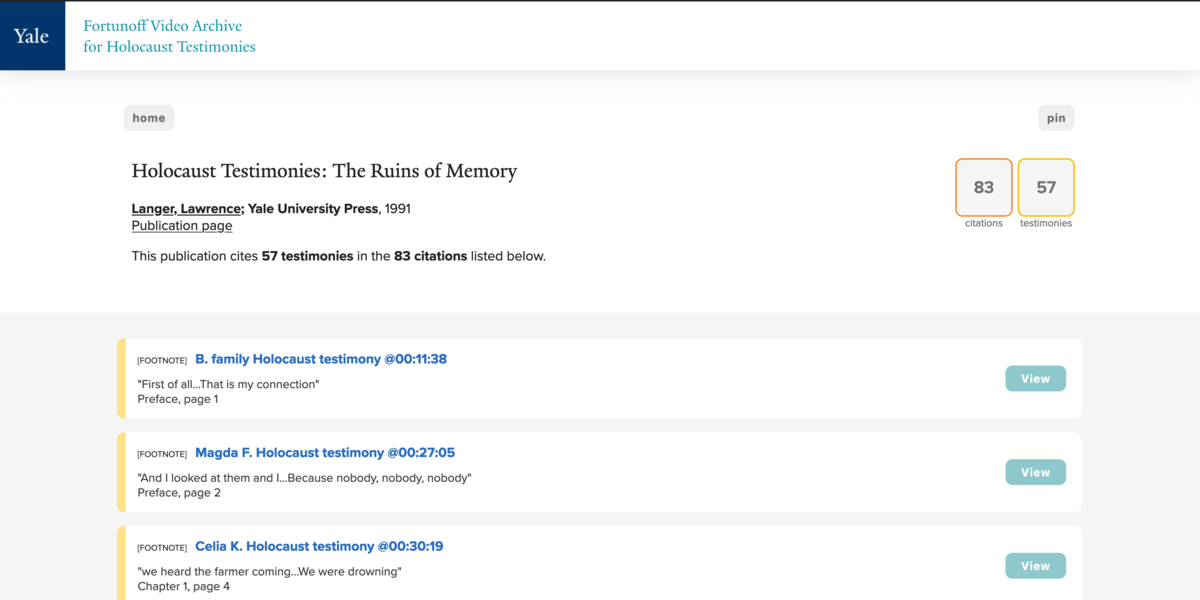 Yale
Fortunoff Video Archive
for Holocaust Testimonies
home
pin
Holocaust Testimonies: The Ruins of Memory
83
57
citations
testimonies
Langer, Lawrence; Yale University Press, 1991
Publication page
This publication cites 57 testimonies in the 83 citations listed below.
[FOOTNOTE] B. family Holocaust testimony @00:11:38
"First of all...That is my connection"
Preface, page 1
View
[FOOTNOTE] Magda F. Holocaust testimony @00:27:05
"And I looked at them and I...Because nobody, nobody, nobody"
Preface, page 2
View
[FOOTNOTE] Celia K. Holocaust testimony @00:30:19
"we heard the farmer coming...We were drowning"
Chapter 1, page 4
View